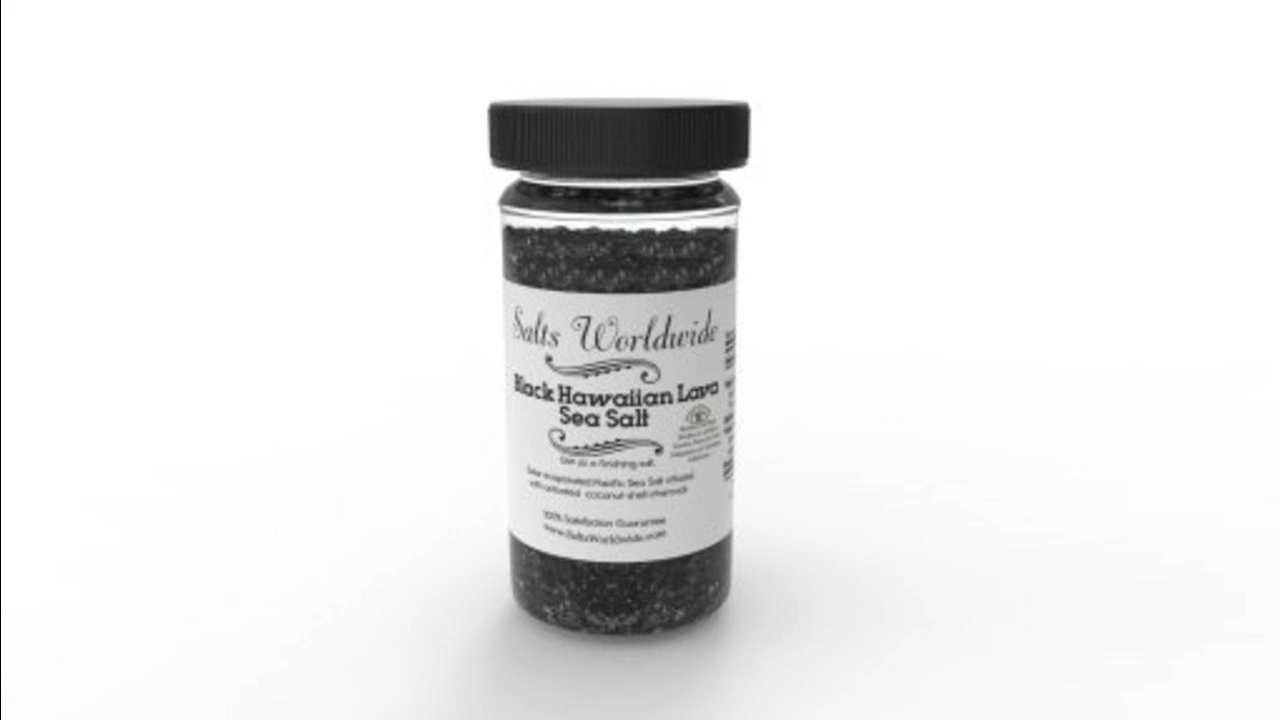 Salts Worldwide
Black Hawaiian Lava
Sea Salt
Use as a finishing salt.
Solar evaporated Pacific Sea Salt infused
with activated coconut shell charcoal.
100% Satisfaction Guarantee
www.SaltsWorldwide.com